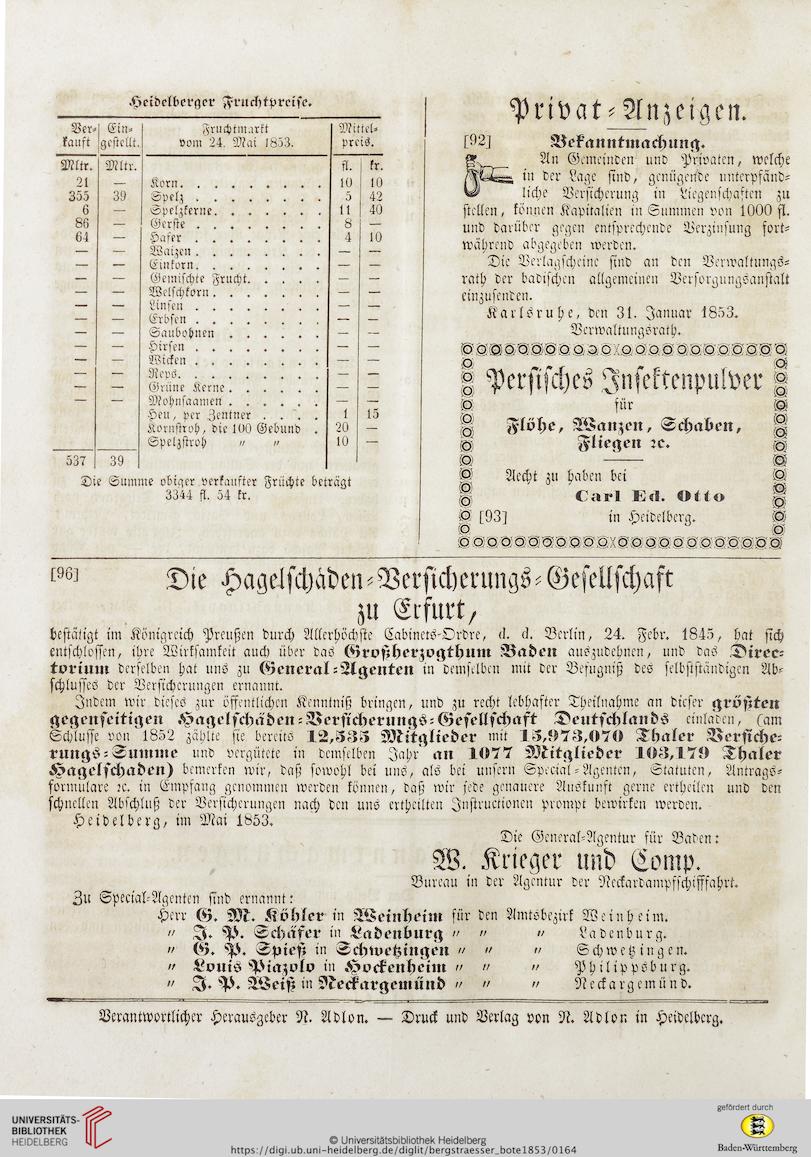 Heidelberger Fruchtpreise.
Ver-kauft | Ein-gestellt. | Fruchtmarkt vom 24. Mai 1853. | Mittel-preis.
Mltr. | Mltr. | | fl. | kr.
21 | — | Korn | 10 | 10
355 | 39 | Spelz | 5 | 42
6 | — | Spelzkerne | 11 | 40
86 | — | Gerste | 8 | —
64 | — | Hafer | 4 | 10
— | — | Waizen | — | —
— | — | Einkorn | — | —
— | — | Gemischte Frucht | — | —
— | — | Welschkorn | — | —
— | — | Linsen | — | —
— | — | Erbsen | — | —
— | — | Saubohnen | — | —
— | — | Hirsen | — | —
— | — | Wicken | — | —
— | — | Reps | — | —
— | — | Grüne Kerne | — | —
— | — | Mohnsaamen | — | —
Heu, per Zentner | 1 | 15
Kornstroh, die 100 Gebund | 20 | —
Spelzstroh " " | 10 | —
537 | 39
Die Summe obiger verkaufter Früchte beträgt
3344 fl. 54 kr.
Privat-Anzeigen.
[92] Bekanntmachung.
An Gemeinden und Privaten, welche
in der Lage sind, genügende unterpfänd-
liche Versicherung in Liegenschaften zu
stellen, können Kapitalien in Summen von 1000 fl.
und darüber gegen entsprechende Verzinsung fort-
während abgegeben werden.
Die Verlagscheine sind an den Verwaltungs-
rath der badischen allgemeinen Versorgungsanstalt
einzusenden.
Karlsruhe, den 31. Januar 1853.
Verwaltungsrath.
Persisches Insektenpulver
für
Flöhe, Wanzen, Schaben,
Fliegen ꝛc.
Aecht zu haben bei
Carl Ed. Otto
[93] in Heidelberg.
[96] Die Hagelschäden-Versicherungs-Gesellschaft
zu Erfurt,
bestätigt im Königreich Preußen durch Allerhöchste Cabinets-Ordre, d. d. Berlin, 24. Febr. 1845, hat sich
entschlossen, ihre Wirksamkeit auch über das Großherzogthum Baden auszudehnen, und das Direc-
torium derselben hat uns zu General-Agenten in demselben mit der Befugniß des selbstständigen Ab-
schlusses der Versicherungen ernannt.
Indem wir dieses zur öffentlichen Kenntniß bringen, und zu recht lebhafter Theilnahme an dieser größten
gegenseitigen Hagelschäden-Versicherungs-Gesellschaft Deutschlands einladen, (am
Schlusse von 1852 zählte sie bereits 12,535 Mitglieder mit 15,973,070 Thaler Versiche-
rungs-Summe und vergütete in demselben Jahr an 1077 Mitglieder 103,179 Thaler
Hagelschaden) bemerken wir, daß sowohl bei uns, als bei unsern Special-Agenten, Statuten, Antrags-
formulare ꝛc. in Empfang genommen werden können, daß wir jede genauere Auskunft gerne ertheilen und den
schnellen Abschluß der Versicherungen nach den uns ertheilten Instructionen prompt bewirken werden.
Heidelberg, im Mai 1853.
Die General-Agentur für Baden:
W. Krieger und Comp.
Bureau in der Agentur der Neckardampfschifffahrt.
Zu Special-Agenten sind ernannt:
Herr G. M. Köhler in Weinheim für den Amtsbezirk Weinheim.
" J. P. Schäfer in Ladenburg " " " Ladenburg.
" G. P. Spieß in Schwetzingen " " " Schwetzingen.
" Louis Piazolo in Hockenheim " " " Philippsburg.
" J. P. Weiß in Neckargemünd " " " Neckargemünd.
Verantwortlicher Herausgeber N. Adlon. — Druck und Verlag von N. Adlon in Heidelberg.
UNIVERSITÄTS-
BIBLIOTHEK
HEIDELBERG
© Universitätsbibliothek Heidelberg
https://digi.ub.uni-heidelberg.de/diglit/bergstraesser_bote1853/0164
gefördert durch
Baden-Württemberg